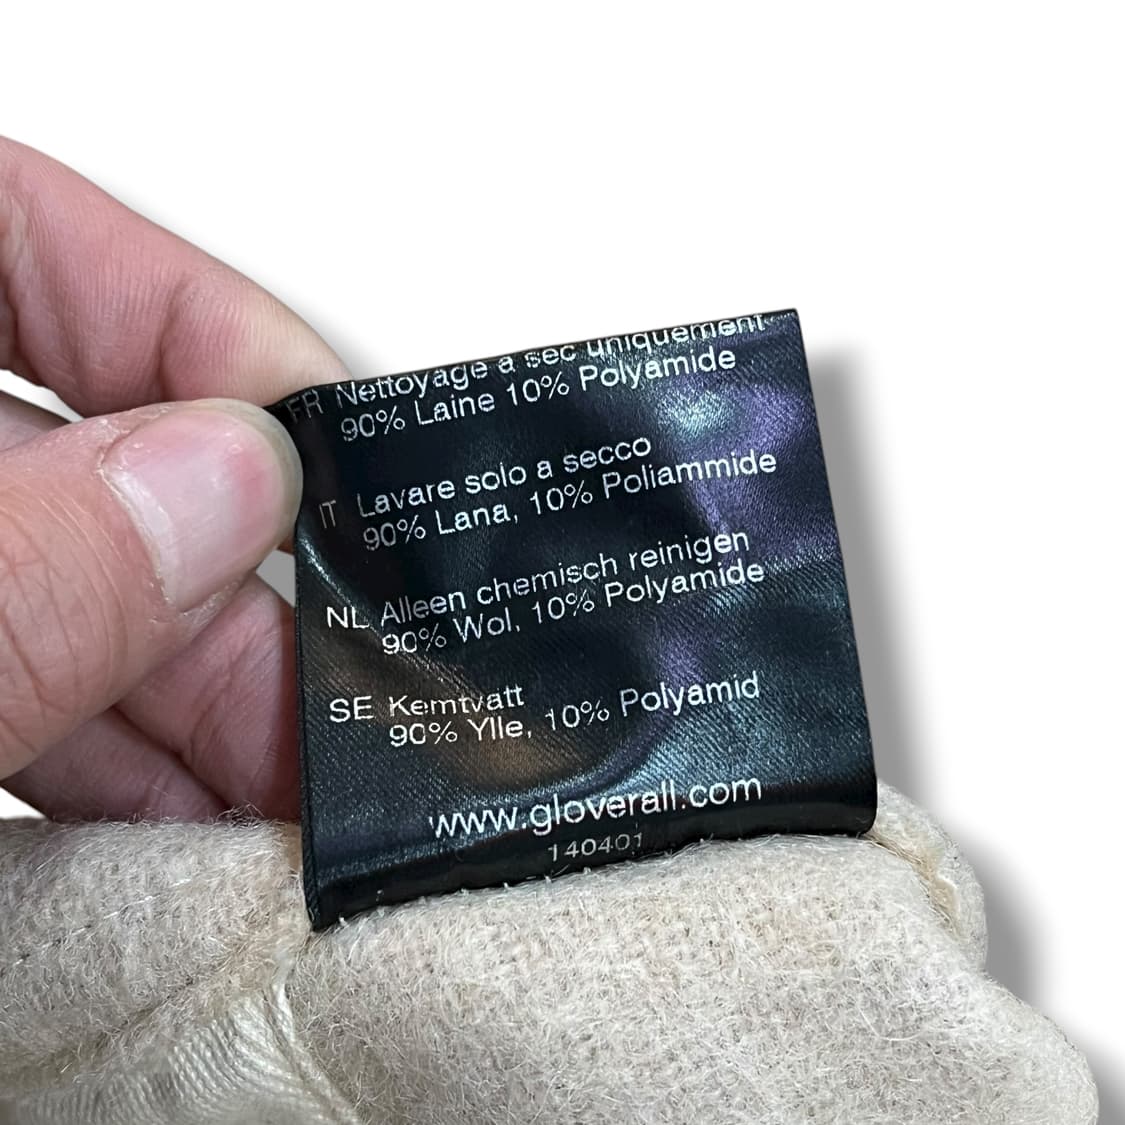 FR Nettoyage a sec uniquement
90% Laine 10% Polyamide
IT Lavare solo a secco
90% Lana, 10% Poliammide
NL Alleen chemisch reinigen
90% Wol, 10% Polyamide
SE Kemtvatt
90% Ylle, 10% Polyamid
www.gloverall.com
140401